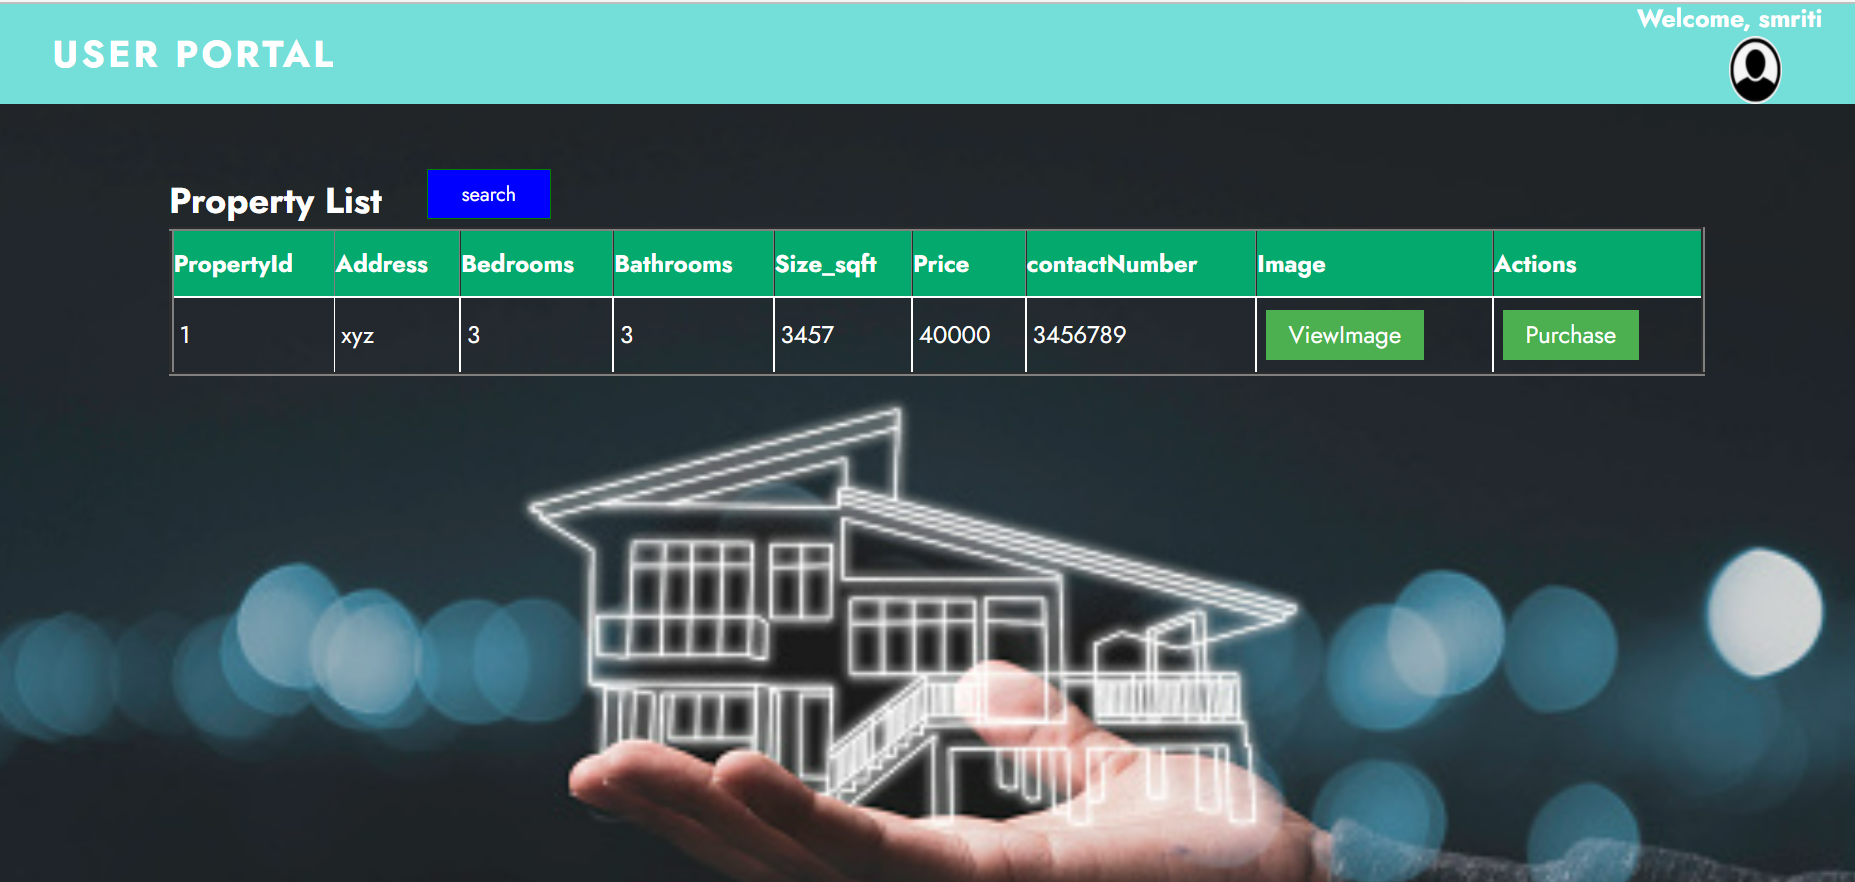 Welcome, smriti
USER PORTAL
Property List search
PropertyId Address Bedrooms Bathrooms Size_sqft Price contactNumber Image Actions
1 xyz 3 3 3457 40000 3456789 ViewImage Purchase